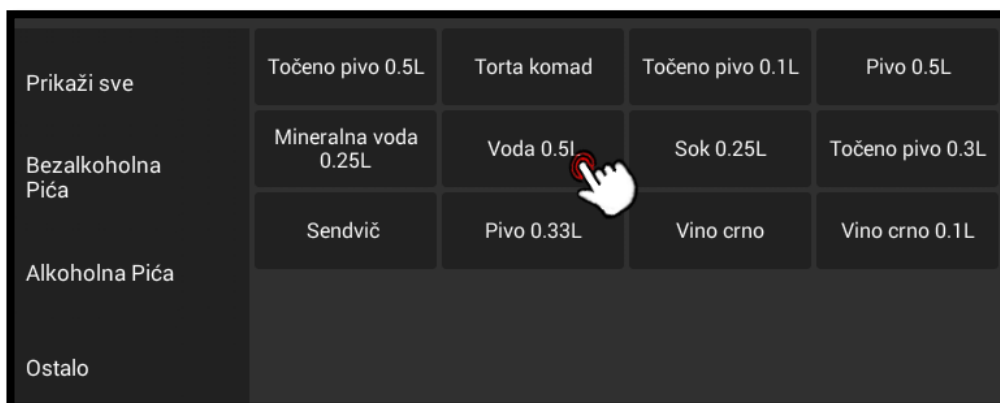 Prikaži sve
Bezalkoholna
Pića
Alkoholna Pića
Ostalo
Točeno pivo 0.5L
Torta komad
Točeno pivo 0.1L
Pivo 0.5L
Mineralna voda
0.25L
Voda 0.5L
Sok 0.25L
Točeno pivo 0.3L
Sendvič
Pivo 0.33L
Vino crno
Vino crno 0.1L